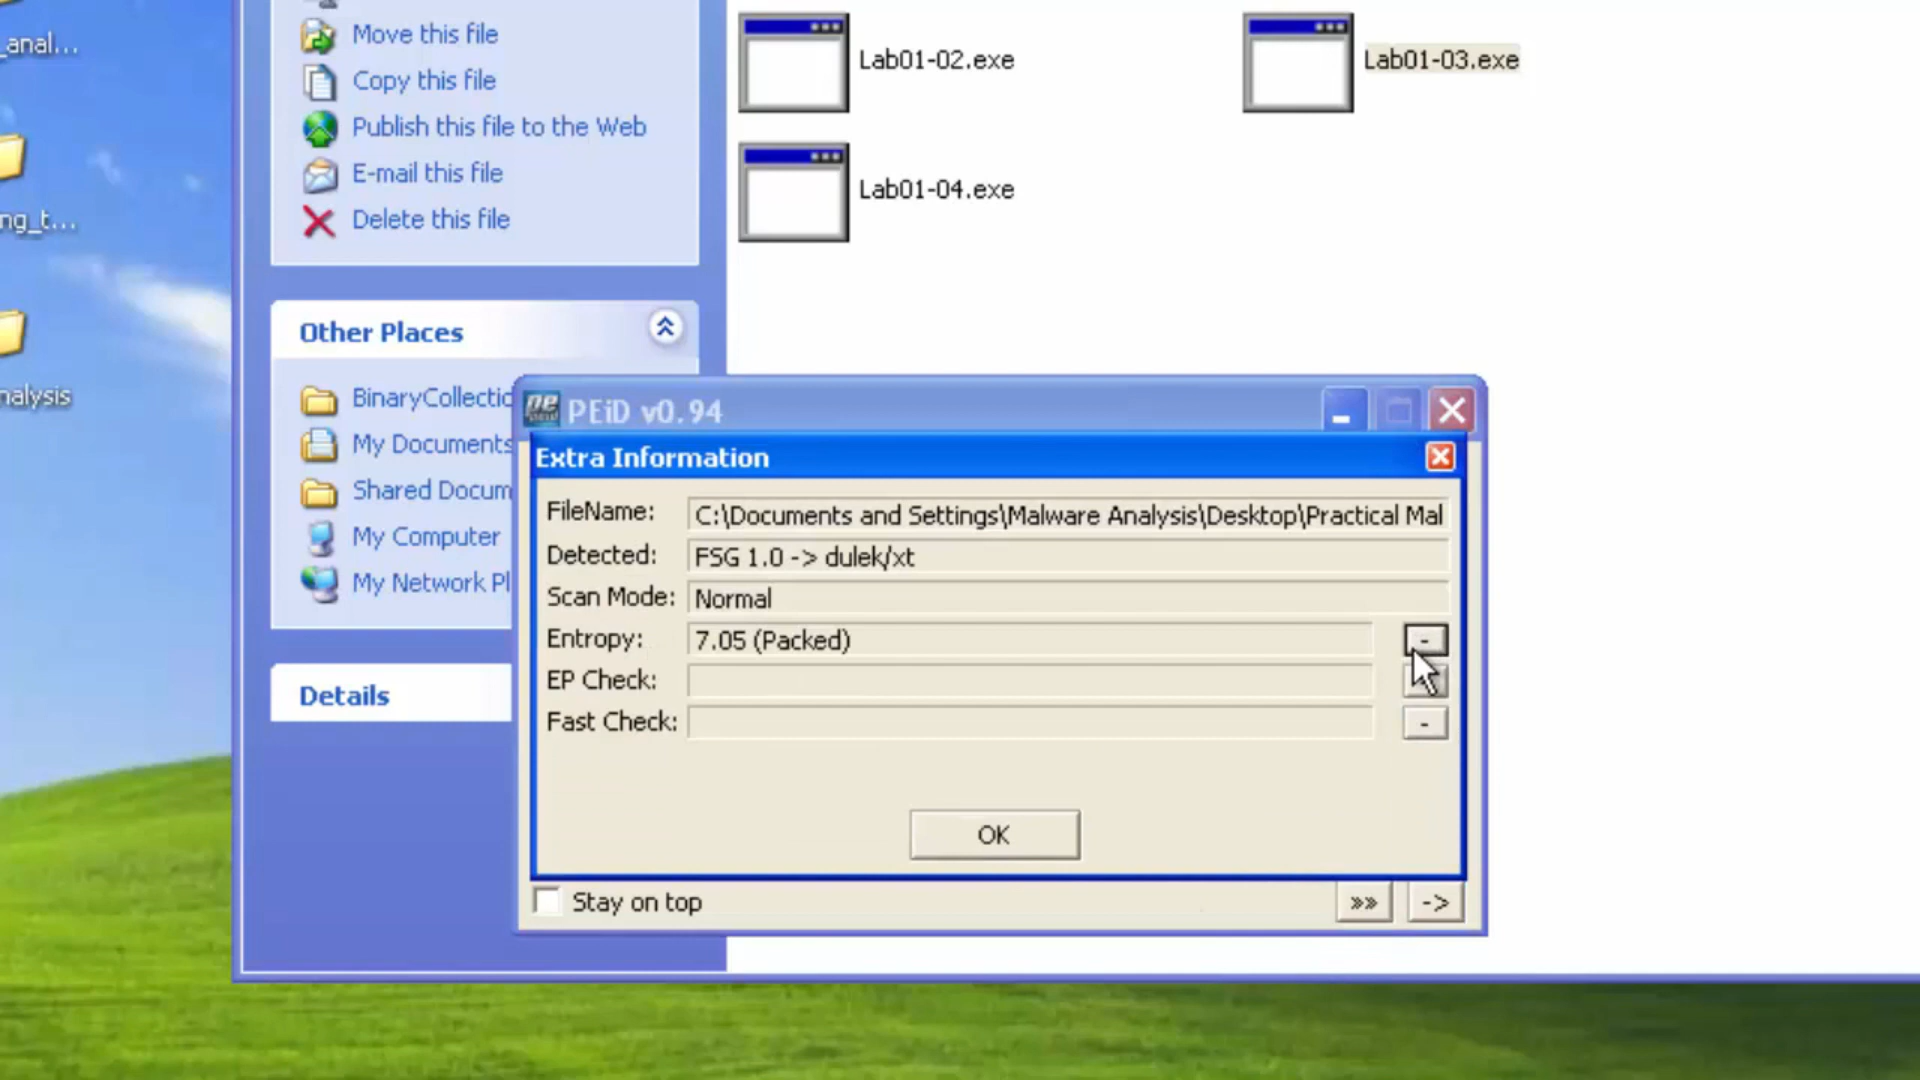 _anal...
ng_t...
nalysis
Move this file
Copy this file
Publish this file to the Web
E-mail this file
Delete this file
Other Places
BinaryCollectio
My Documents
Shared Docum
My Computer
My Network Pl
Details
Lab01-02.exe
Lab01-03.exe
Lab01-04.exe
PEiD v0.94
Extra Information
FileName: C:\Documents and Settings\Malware Analysis\Desktop\Practical Mal
Detected: FSG 1.0 -> dulek/xt
Scan Mode: Normal
Entropy: 7.05 (Packed) -
EP Check:
Fast Check: -
OK
Stay on top >> ->